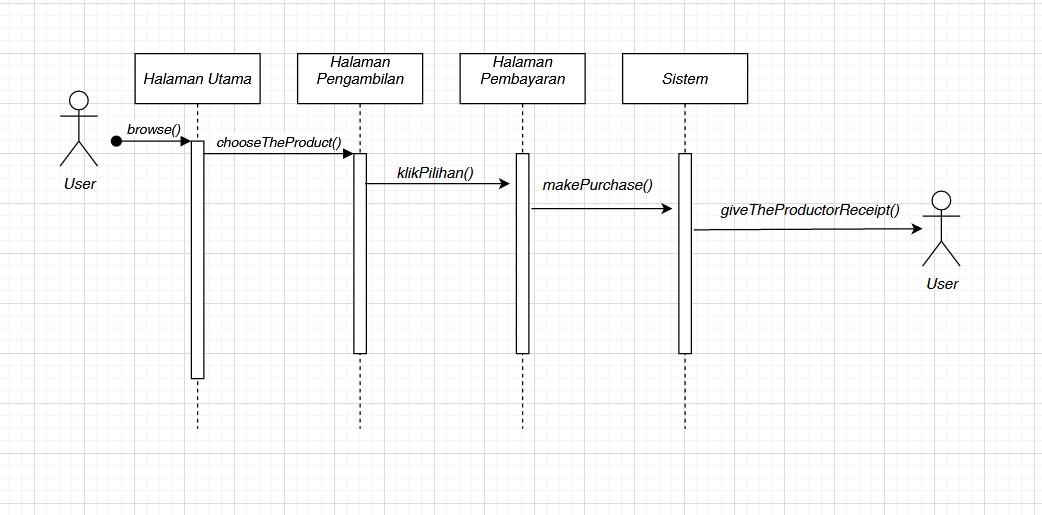 Halaman Utama
Halaman
Pengambilan
Halaman
Pembayaran
Sistem
browse()
chooseTheProduct()
klikPilihan()
makePurchase()
giveTheProductorReceipt()
User
User